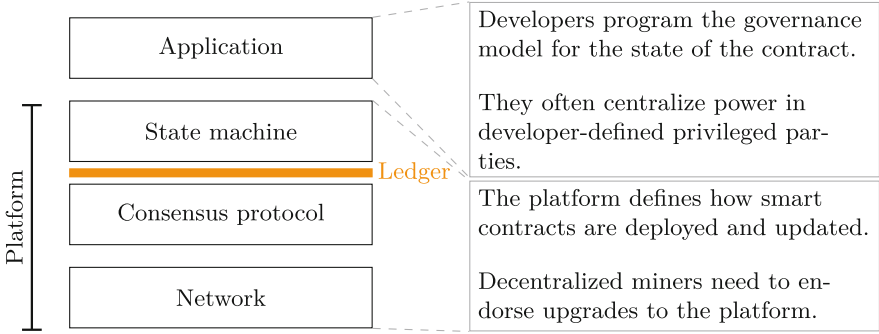 Application
State machine
Ledger
Consensus protocol
Network
Platform
Developers program the governance
model for the state of the contract.
They often centralize power in
developer-defined privileged par-
ties.
The platform defines how smart
contracts are deployed and updated.
Decentralized miners need to en-
dorse upgrades to the platform.